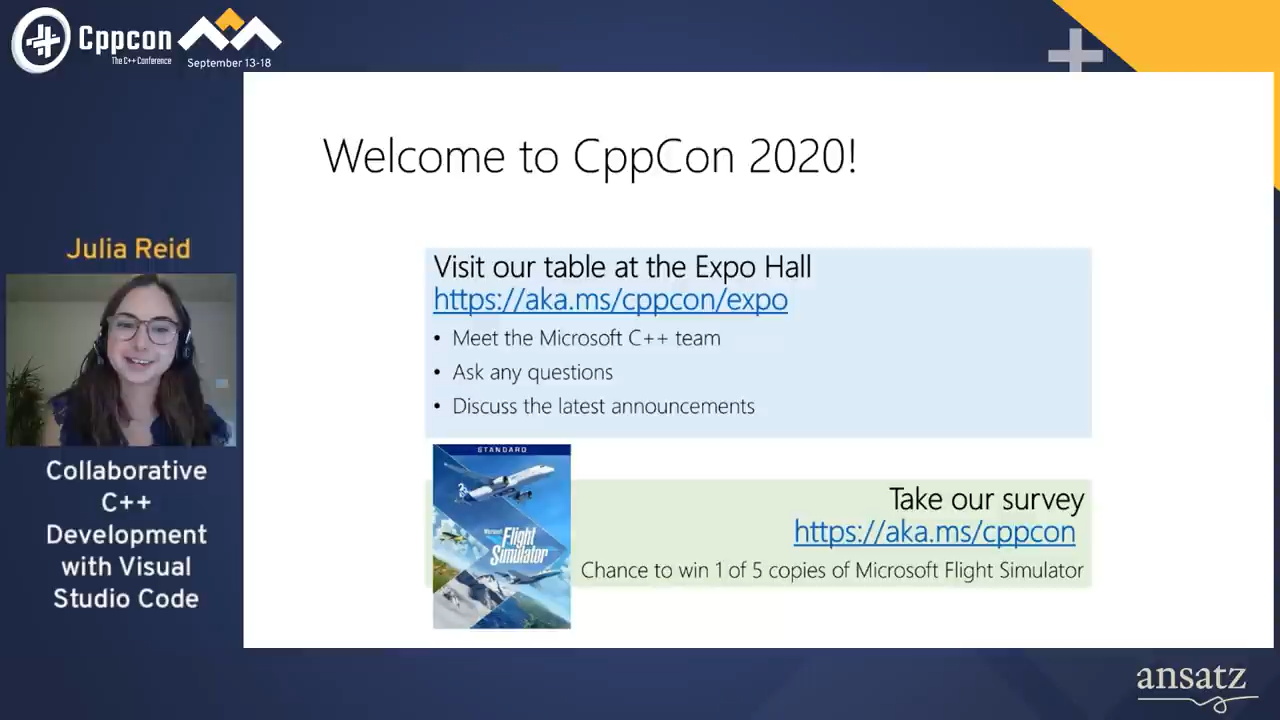 Cppcon
The C++ Conference
September 13-18
Welcome to CppCon 2020!
Julia Reid
Visit our table at the Expo Hall
https://aka.ms/cppcon/expo
• Meet the Microsoft C++ team
• Ask any questions
• Discuss the latest announcements
Collaborative
C++
Development
with Visual
Studio Code
STANDARD
Microsoft
Flight
Simulator
Take our survey
https://aka.ms/cppcon
Chance to win 1 of 5 copies of Microsoft Flight Simulator
ansatz